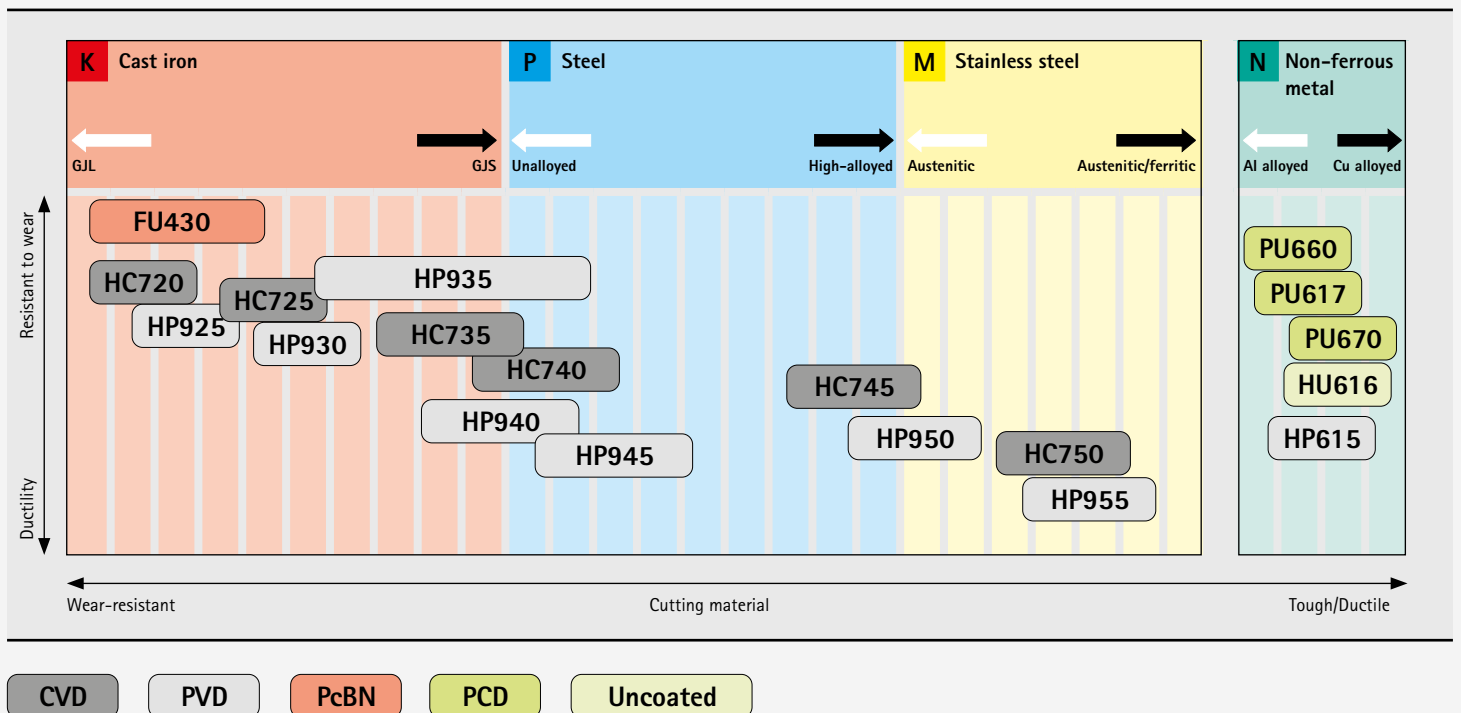 K Cast iron
P Steel
M Stainless steel
N Non-ferrous
metal
GJL
GJS
Unalloyed
High-alloyed
Austenitic
Austenitic/ferritic
Al alloyed
Cu alloyed
Resistant to wear
Ductility
FU430
HC720
HP925
HC725
HP930
HP935
HC735
HC740
HP940
HP945
HC745
HP950
HC750
HP955
PU660
PU617
PU670
HU616
HP615
Wear-resistant
Cutting material
Tough/Ductile
CVD
PVD
PcBN
PCD
Uncoated